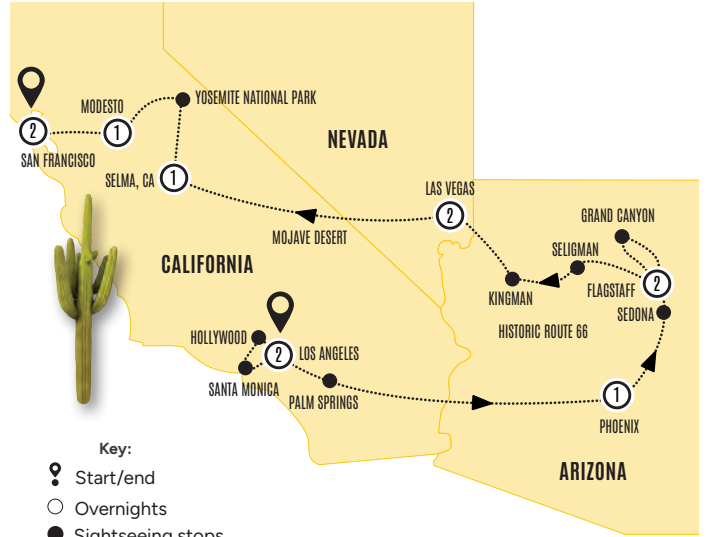 YOSEMITE NATIONAL PARK
MODESTO
2
1
SAN FRANCISCO
NEVADA
SELMA, CA
1
LAS VEGAS
2
MOJAVE DESERT
GRAND CANYON
SELIGMAN
CALIFORNIA
KINGMAN
FLAGSTAFF
2
SEDONA
HISTORIC ROUTE 66
HOLLYWOOD
2
LOS ANGELES
SANTA MONICA
PALM SPRINGS
1
PHOENIX
ARIZONA
Key:
Start/end
Overnights
Sightseeing stops